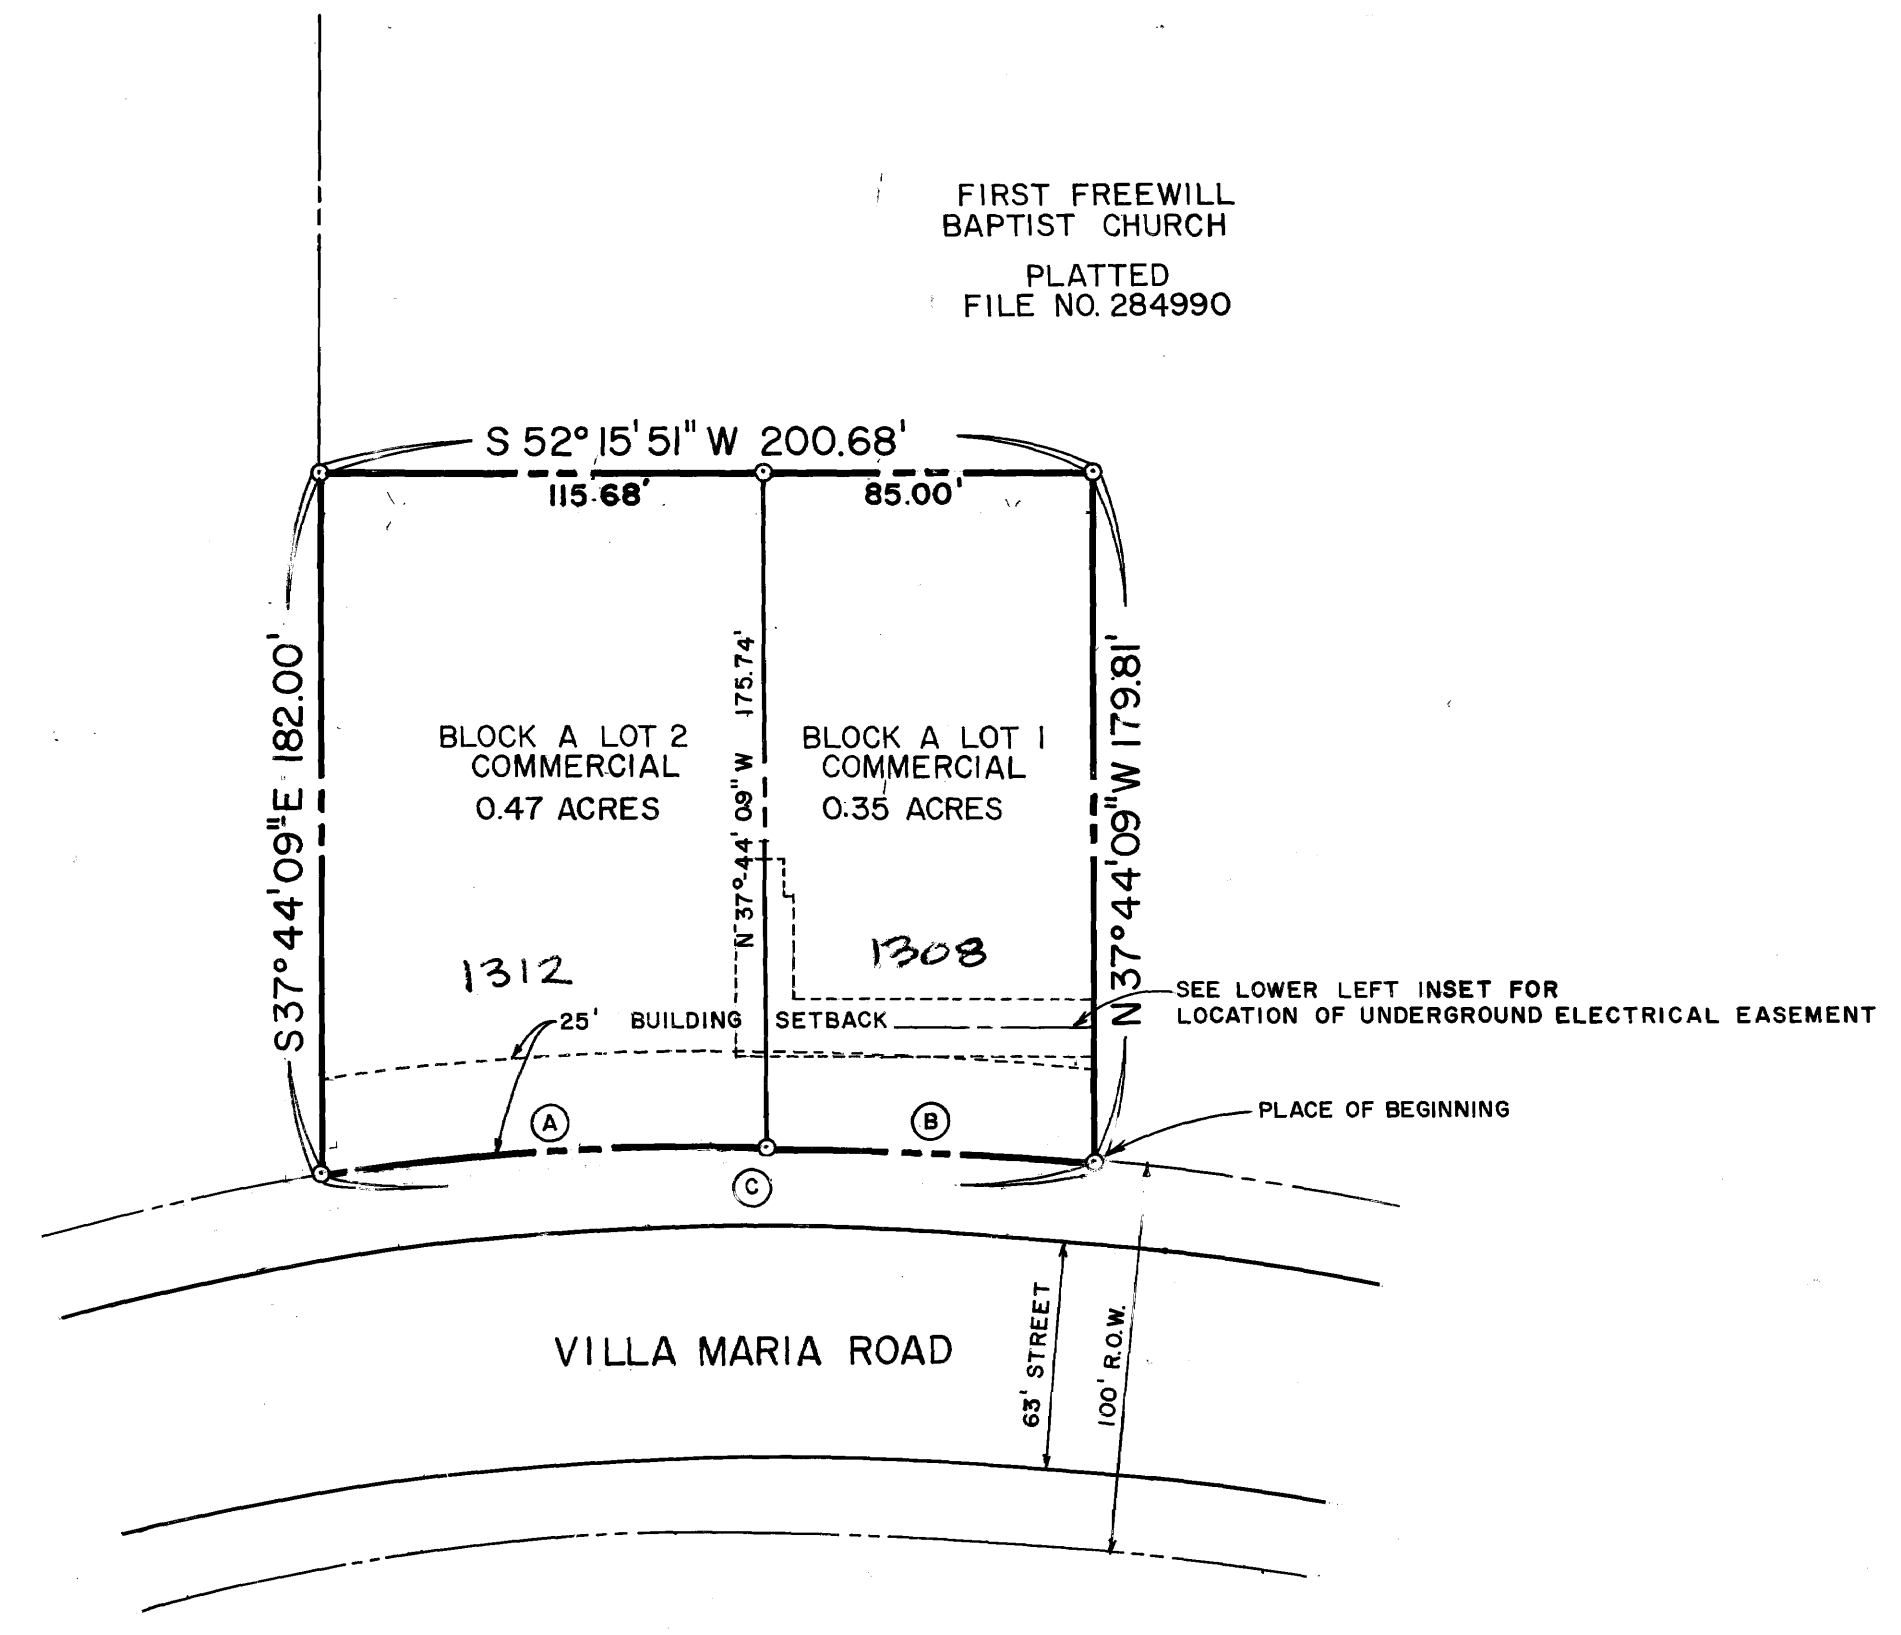 FIRST FREEWILL
BAPTIST CHURCH
PLATTED
FILE NO. 284990
S 52° 15' 51" W 200.68'
115.68'
85.00'
S 37° 44' 09" E 182.00'
N 37°-44' 09" W 175.74'
N 37° 44' 09" W 179.81'
BLOCK A LOT 2
COMMERCIAL
0.47 ACRES
BLOCK A LOT 1
COMMERCIAL
0.35 ACRES
1312
1308
SEE LOWER LEFT INSET FOR
LOCATION OF UNDERGROUND ELECTRICAL EASEMENT
25' BUILDING SETBACK
PLACE OF BEGINNING
A
B
C
VILLA MARIA ROAD
63' STREET
100' R.O.W.